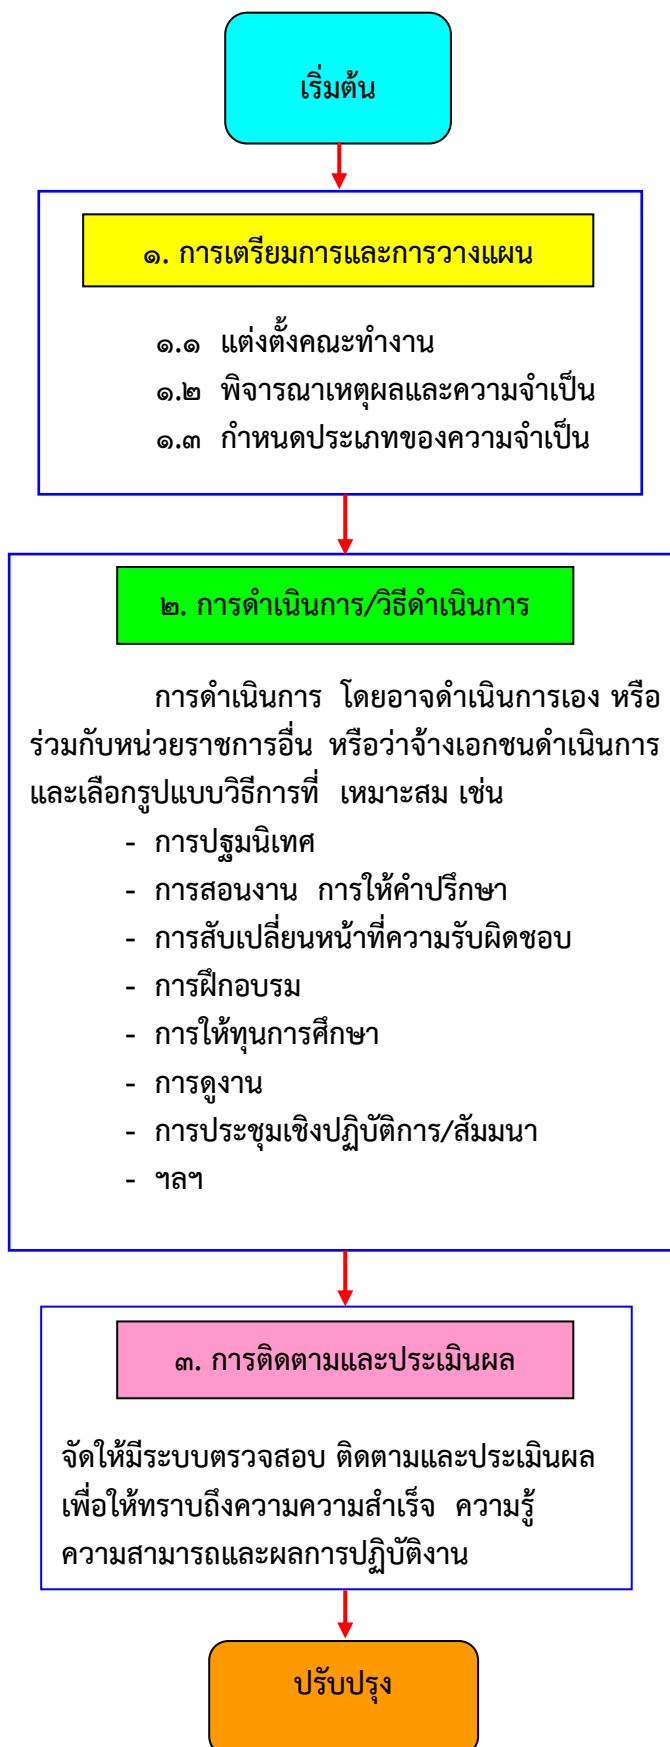 เริ่มต้น
๑. การเตรียมการและการวางแผน
๑.๑ แต่งตั้งคณะทำงาน
๑.๒ พิจารณาเหตุผลและความจำเป็น
๑.๓ กำหนดประเภทของความจำเป็น
๒. การดำเนินการ/วิธีดำเนินการ
การดำเนินการ โดยอาจดำเนินการเอง หรือ
ร่วมกับหน่วยราชการอื่น หรือว่าจ้างเอกชนดำเนินการ
และเลือกรูปแบบวิธีการที่ เหมาะสม เช่น
- การปฐมนิเทศ
- การสอนงาน การให้คำปรึกษา
- การสับเปลี่ยนหน้าที่ความรับผิดชอบ
- การฝึกอบรม
- การให้ทุนการศึกษา
- การดูงาน
- การประชุมเชิงปฏิบัติการ/สัมมนา
- ฯลฯ
๓. การติดตามและประเมินผล
จัดให้มีระบบตรวจสอบ ติดตามและประเมินผล
เพื่อให้ทราบถึงความความสำเร็จ ความรู้
ความสามารถและผลการปฏิบัติงาน
ปรับปรุง